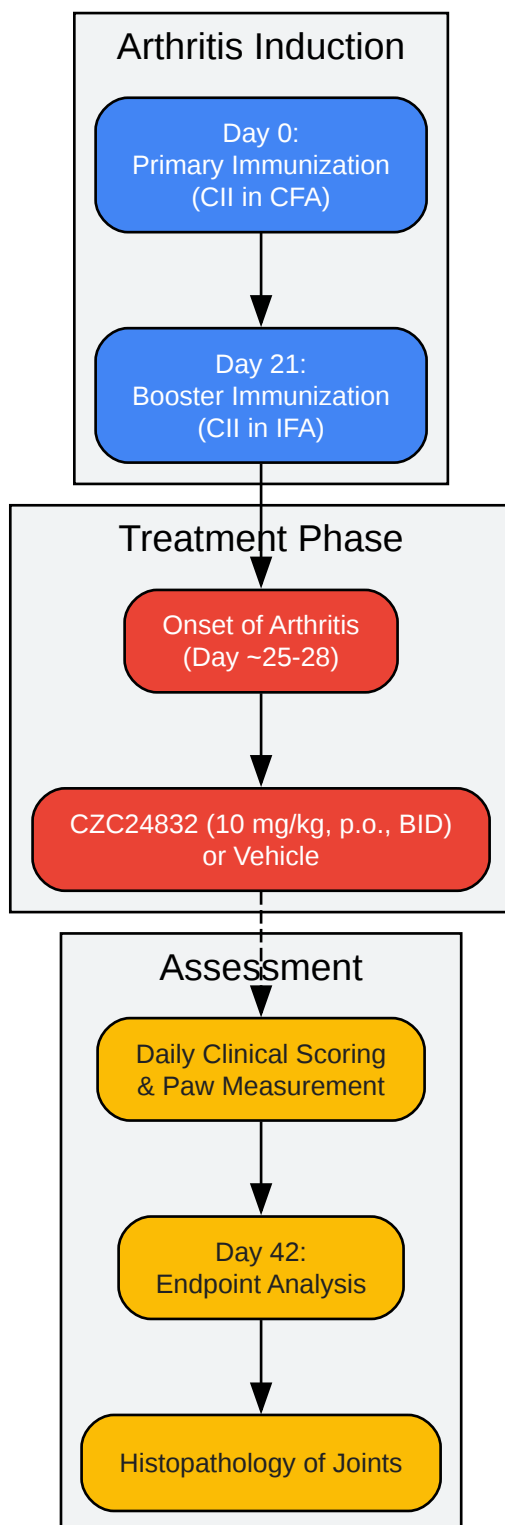 Arthritis Induction
Day 0:
Primary Immunization
(CII in CFA)
Day 21:
Booster Immunization
(CII in IFA)
Treatment Phase
Onset of Arthritis
(Day ~25-28)
CZC24832 (10 mg/kg, p.o., BID)
or Vehicle
Assessment
Daily Clinical Scoring
& Paw Measurement
Day 42:
Endpoint Analysis
Histopathology of Joints